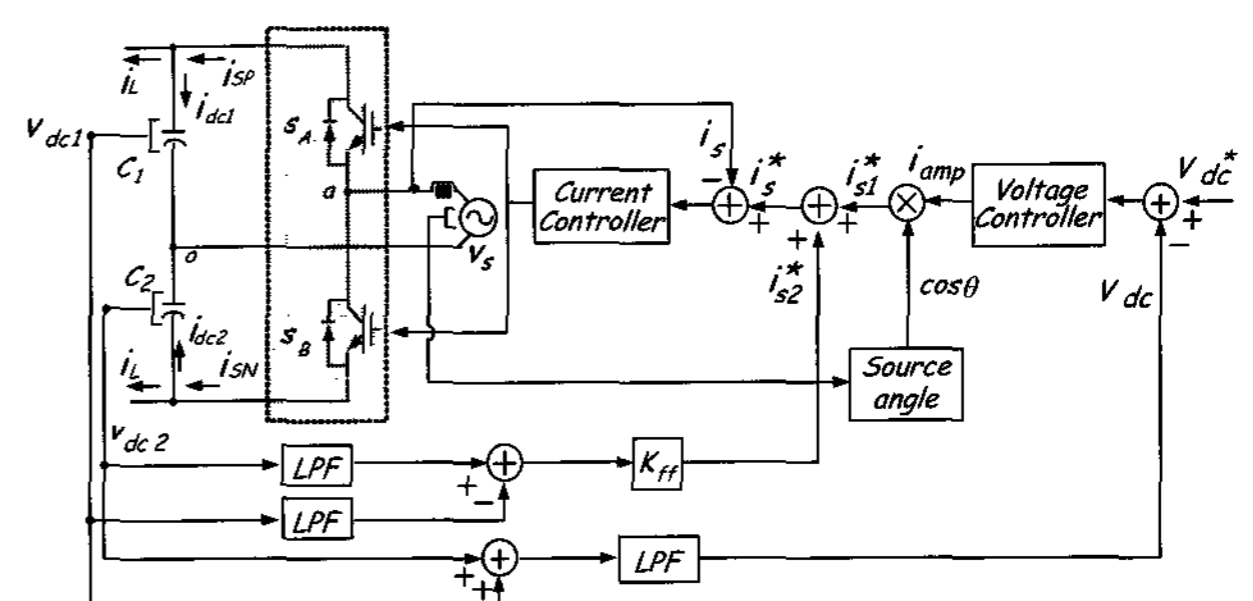 i_L
i_SP
i_dc1
V_dc1
C_1
S_A
a
o
V_s
C_2
i_dc2
S_B
i_L
i_SN
v_dc2
Current Controller
i_s
-
+
i_s*
+
+
i_s1*
i_s2*
+
i_amp
×
cosθ
Voltage Controller
V_dc*
+
+
-
V_dc
Source angle
LPF
+
+
-
K_ff
LPF
+
+
+
LPF